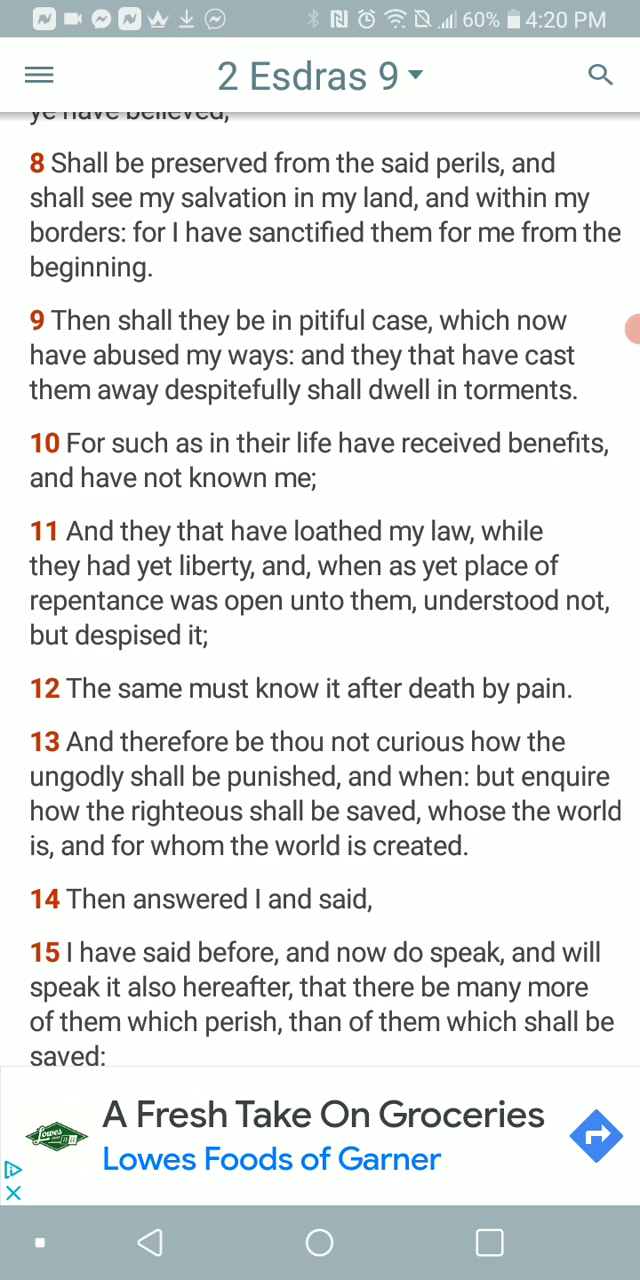 60% 4:20 PM
2 Esdras 9
ye have believed,
8 Shall be preserved from the said perils, and
shall see my salvation in my land, and within my
borders: for I have sanctified them for me from the
beginning.
9 Then shall they be in pitiful case, which now
have abused my ways: and they that have cast
them away despitefully shall dwell in torments.
10 For such as in their life have received benefits,
and have not known me;
11 And they that have loathed my law, while
they had yet liberty, and, when as yet place of
repentance was open unto them, understood not,
but despised it;
12 The same must know it after death by pain.
13 And therefore be thou not curious how the
ungodly shall be punished, and when: but enquire
how the righteous shall be saved, whose the world
is, and for whom the world is created.
14 Then answered I and said,
15 I have said before, and now do speak, and will
speak it also hereafter, that there be many more
of them which perish, than of them which shall be
saved:
A Fresh Take On Groceries
Lowes
Lowes Foods of Garner